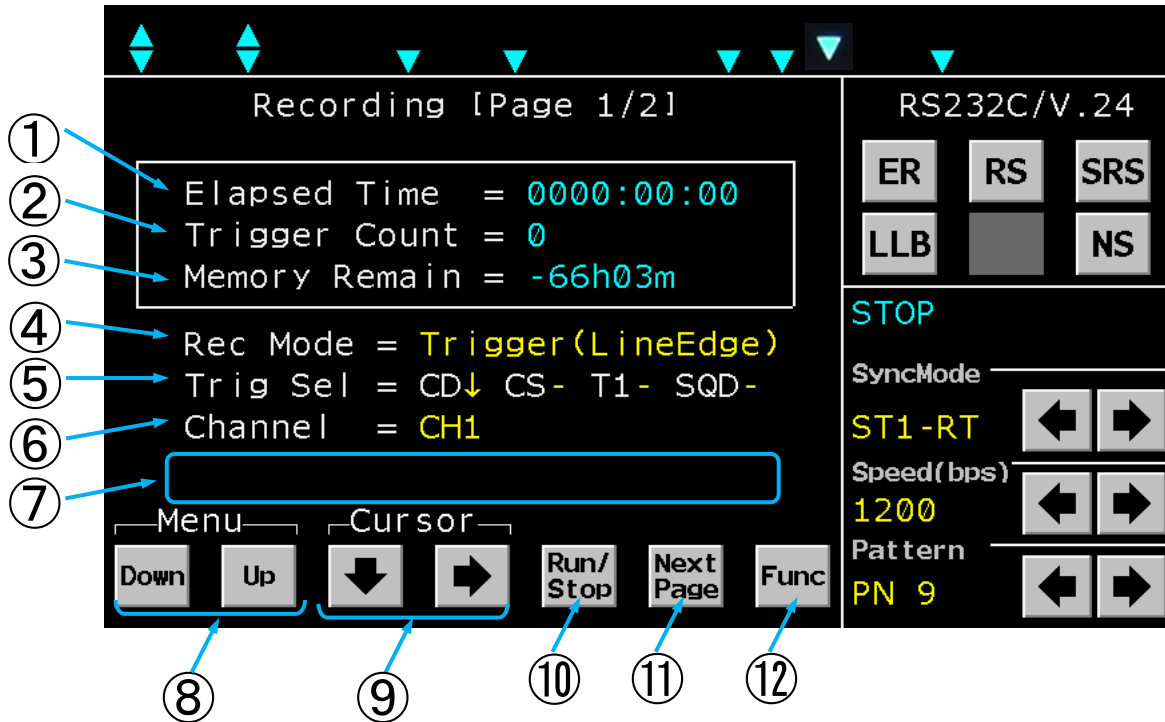 Recording [Page 1/2]
① Elapsed Time = 0000:00:00
② Trigger Count = 0
③ Memory Remain = -66h03m
④ Rec Mode = Trigger(LineEdge)
⑤ Trig Sel = CD↓ CS- T1- SQD-
⑥ Channel = CH1
⑦
Menu Cursor
Down Up Run/Stop Next Page Func
⑧ ⑨ ⑩ ⑪ ⑫
RS232C/V.24
ER RS SRS
LLB NS
STOP
SyncMode
ST1-RT
Speed(bps)
1200
Pattern
PN 9